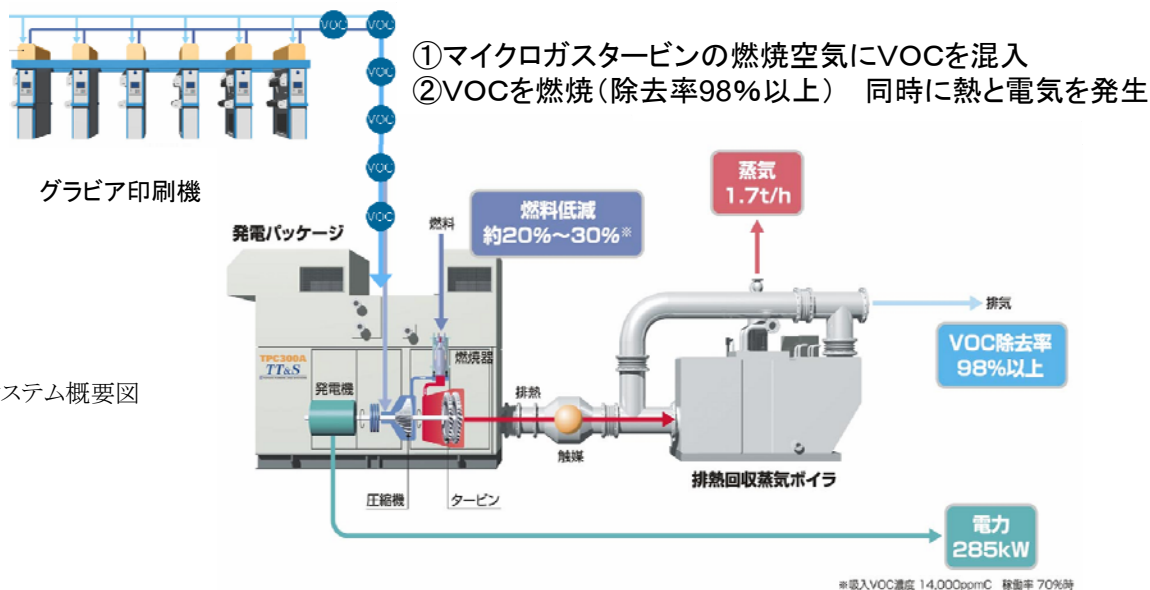 VOC VOC
VOC
VOC
VOC
VOC
①マイクロガスタービンの燃焼空気にVOCを混入
②VOCを燃焼(除去率98%以上) 同時に熱と電気を発生
グラビア印刷機
発電パッケージ
燃料
燃料低減
約20%～30%※
蒸気
1.7t/h
排気
VOC除去率
98%以上
TPC300A
TT&S
燃焼器
発電機
ステム概要図
排熱
触媒
排熱回収蒸気ボイラ
圧縮機
タービン
電力
285kW
※吸入VOC濃度 14,000ppmC 稼働率 70%時